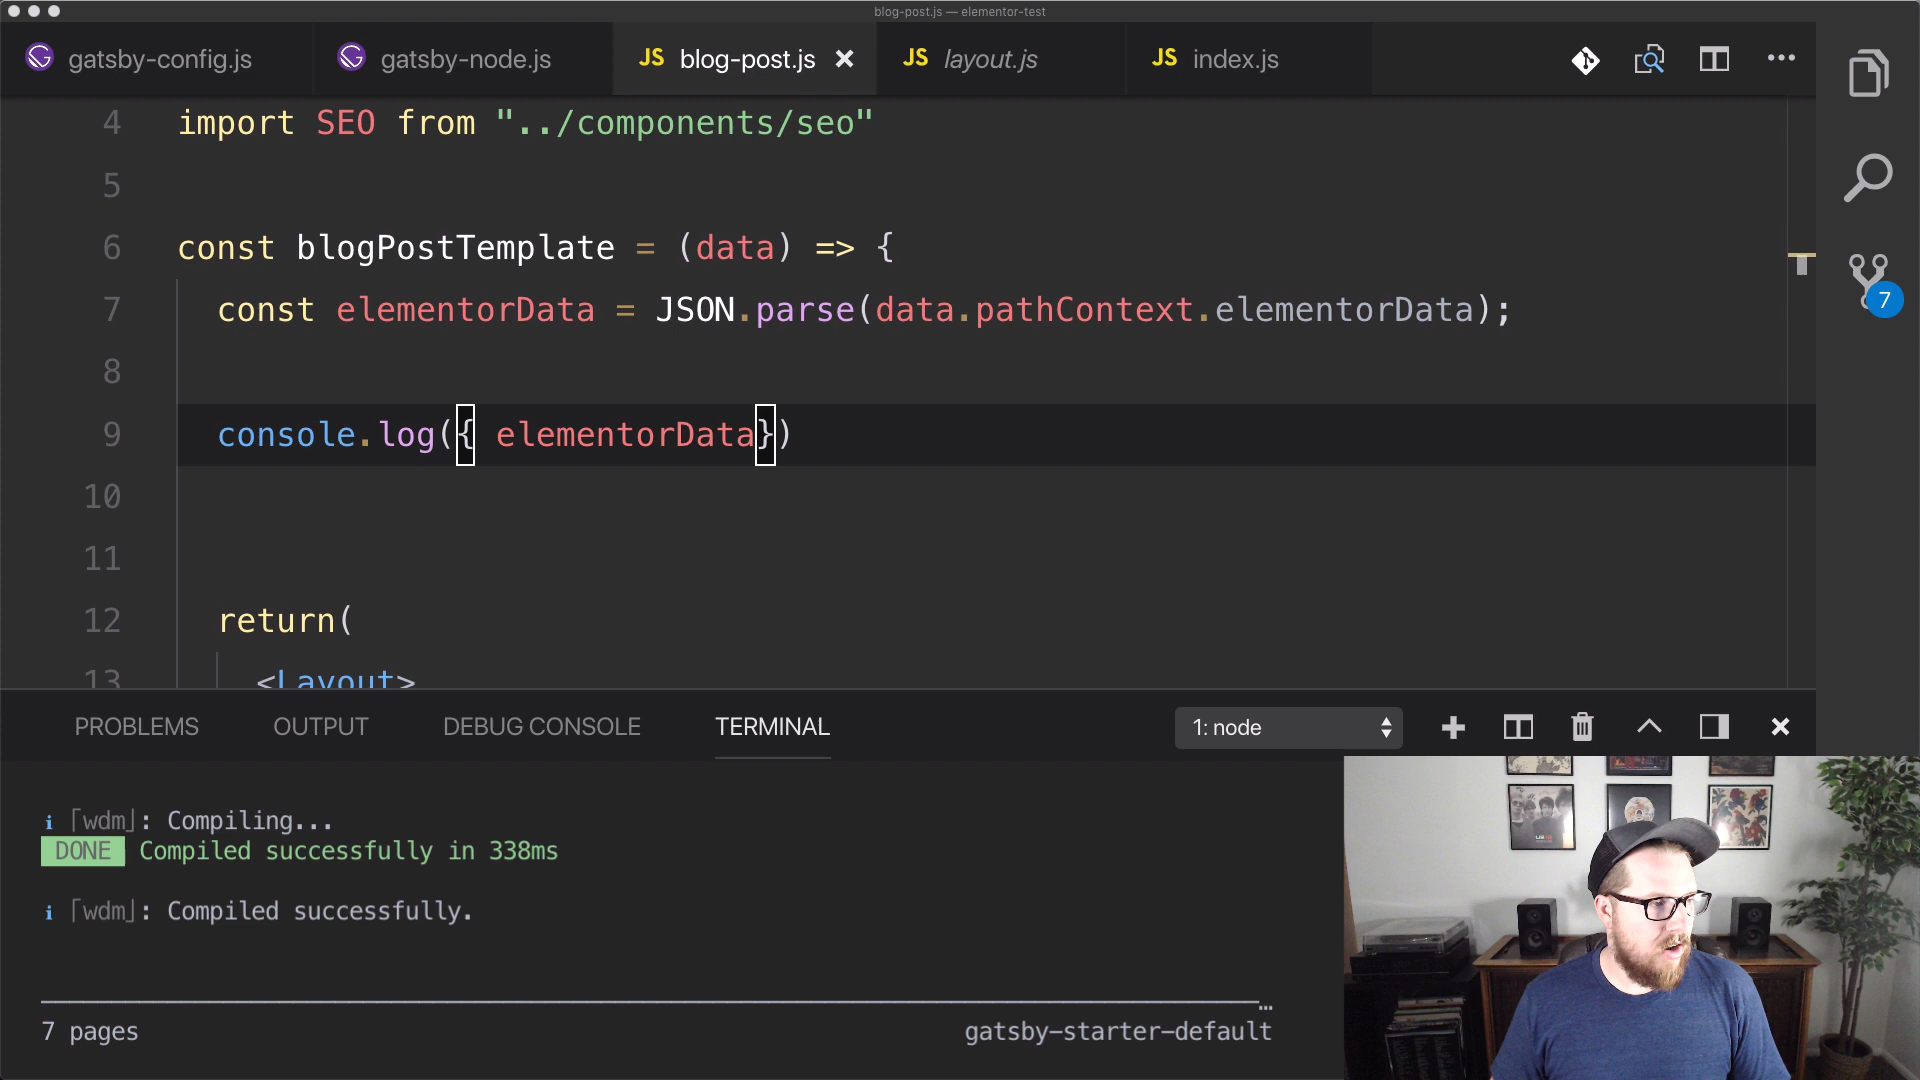 blog-post.js — elementor-test
gatsby-config.js
gatsby-node.js
JS blog-post.js
JS layout.js
JS index.js
4 import SEO from "../components/seo"
5
6 const blogPostTemplate = (data) => {
7 const elementorData = JSON.parse(data.pathContext.elementorData);
8
9 console.log({ elementorData})
10
11
12 return(
13 <Layout>
7
PROBLEMS OUTPUT DEBUG CONSOLE TERMINAL 1: node
i ｢wdm｣: Compiling...
DONE Compiled successfully in 338ms
i ｢wdm｣: Compiled successfully.
…
7 pages gatsby-starter-default